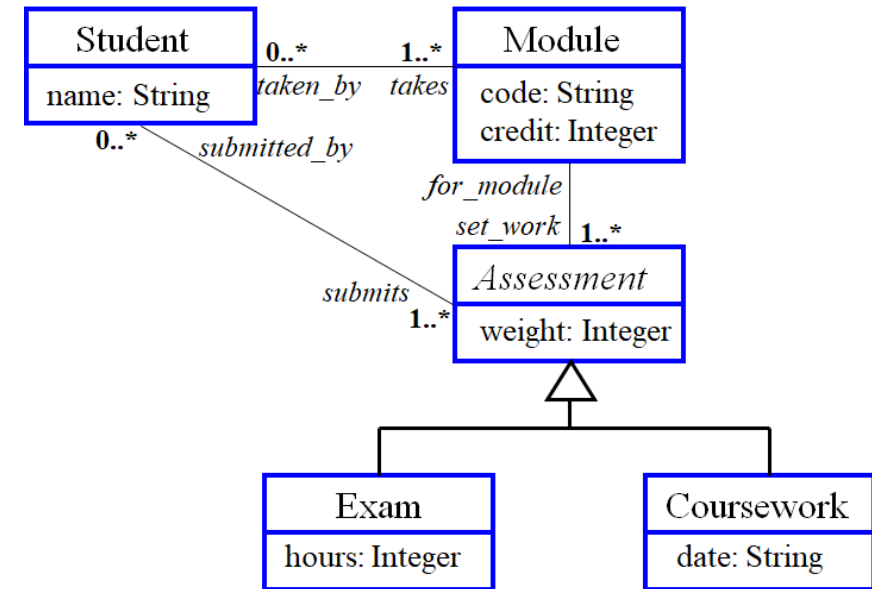 Student
name: String
0..*
1..*
taken_by
takes
Module
code: String
credit: Integer
0..*
submitted_by
for_module
set_work
1..*
submits
1..*
Assessment
weight: Integer
Exam
hours: Integer
Coursework
date: String